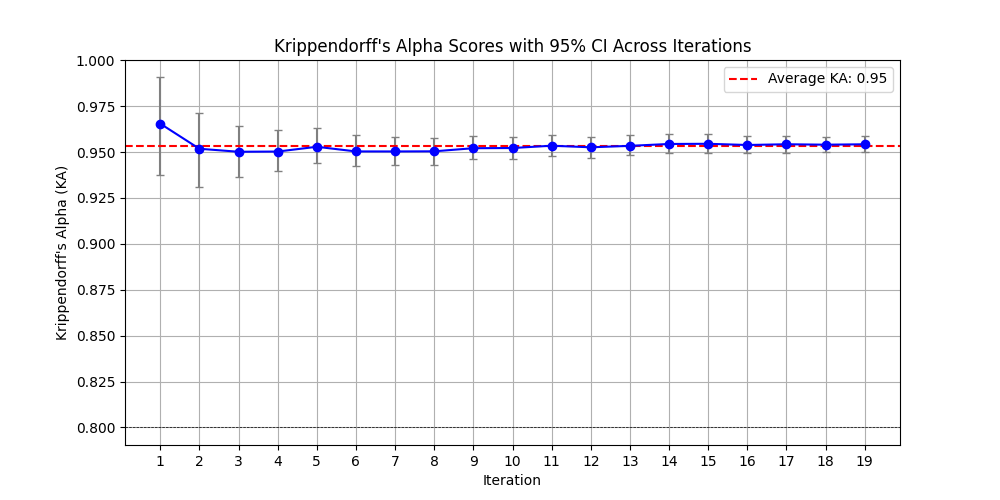 Krippendorff's Alpha Scores with 95% CI Across Iterations
Average KA: 0.95
Krippendorff's Alpha (KA)
1.000
0.975
0.950
0.925
0.900
0.875
0.850
0.825
0.800
1 2 3 4 5 6 7 8 9 10 11 12 13 14 15 16 17 18 19
Iteration